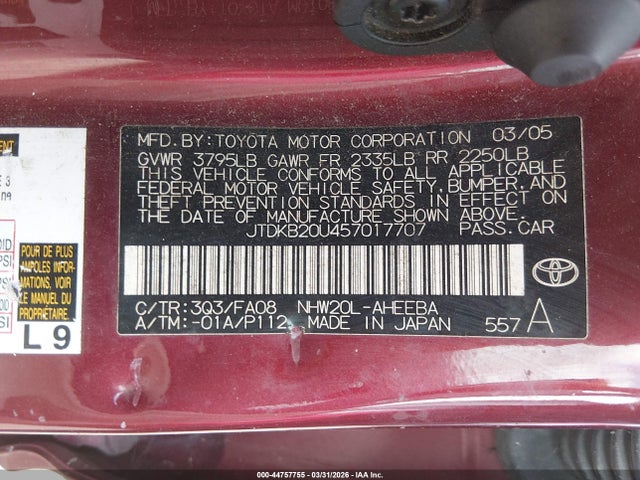 MFD. BY: TOYOTA MOTOR CORPORATION 03/05
GVWR 3795LB GAWR FR 2335LB RR 2250LB
THIS VEHICLE CONFORMS TO ALL APPLICABLE
FEDERAL MOTOR VEHICLE SAFETY, BUMPER, AND
THEFT PREVENTION STANDARDS IN EFFECT ON
THE DATE OF MANUFACTURE SHOWN ABOVE.
JTDKB20U457017707 PASS. CAR
C/TR: 3Q3/FA08 NHW20L-AHEEBA
A/TM: -01A/P112 MADE IN JAPAN 557 A
POUR DE PLUS
AMPLES INFOR-
MATIONS, VOIR
LE MANUEL DU
L 9
000-44757755 - 03/31/2026 - IAA Inc.